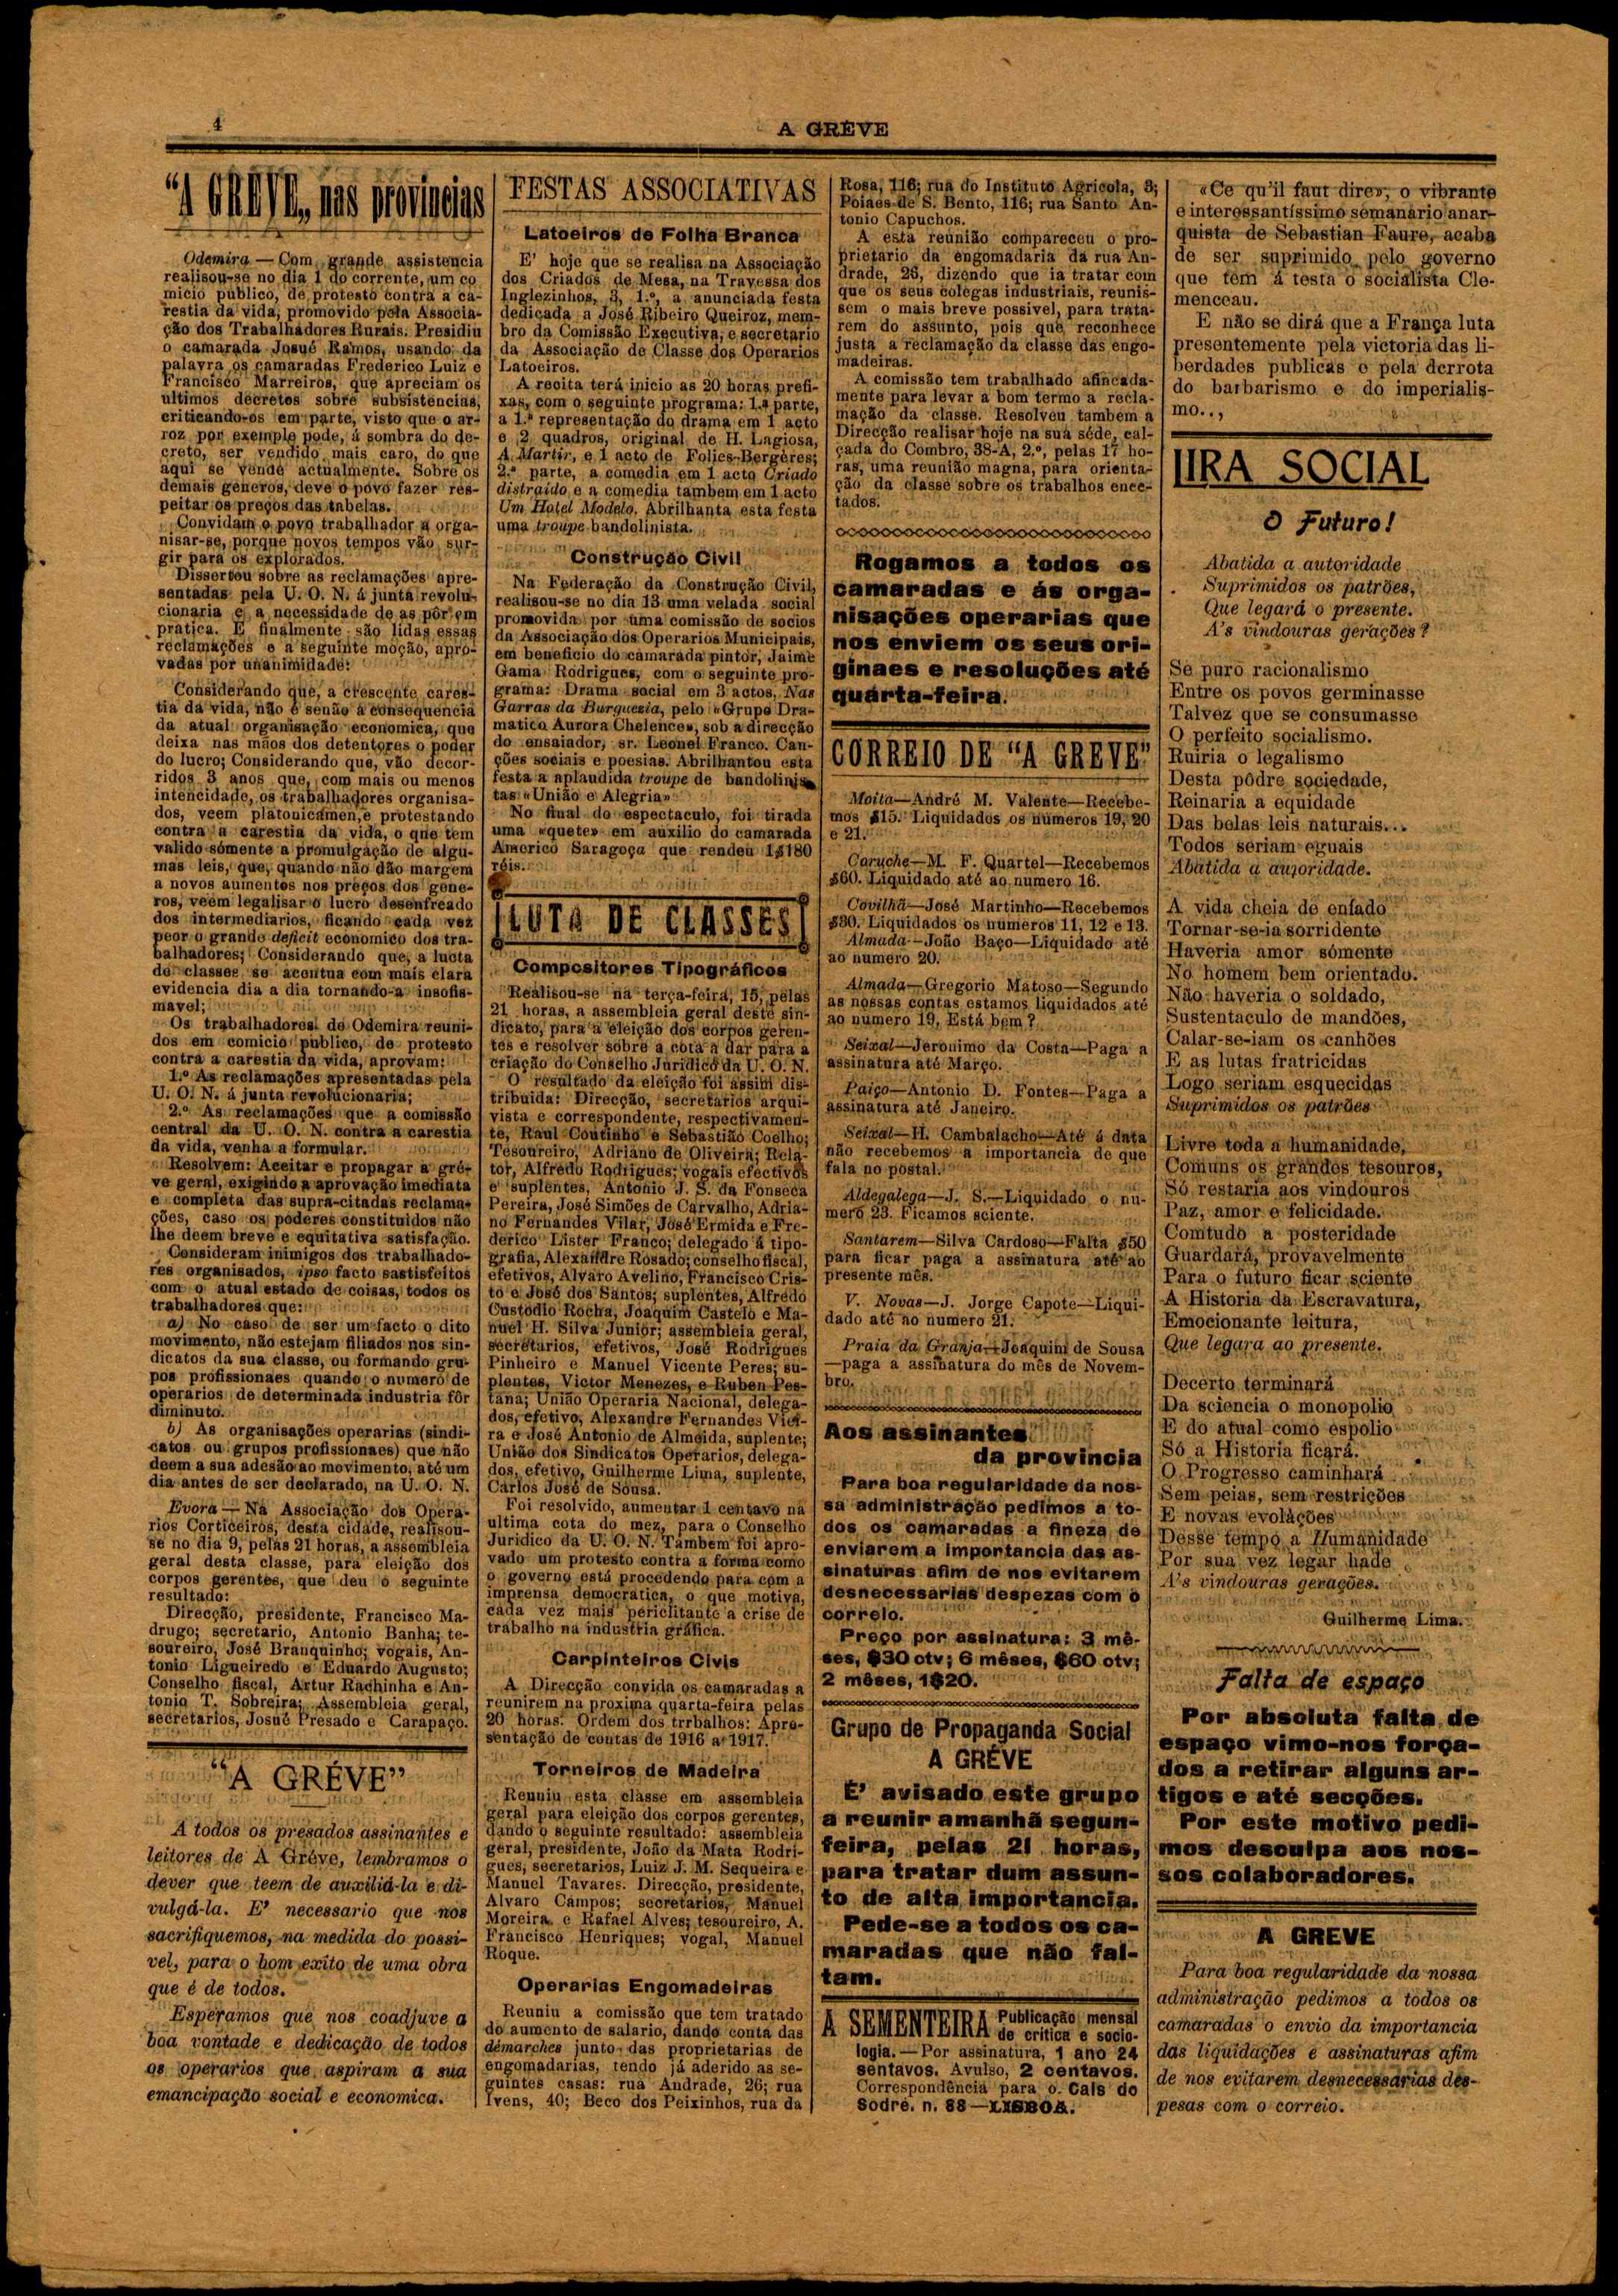 4
A GRÉVE
“A GREVE„ nas provincias
Odemira — Com grande assistencia
realisou-se no dia 1 do corrente, um co
micio publico, de protesto contra a ca-
restia da vida, promovido pela Associa-
ção dos Trabalhadores Rurais. Presidiu
o camarada Josué Ramos, usando da
palavra os camaradas Frederico Luiz e
Francisco Marreiros, que apreciam os
ultimos decretos sobre subsistencias,
criticando-os em parte, visto que o ar-
roz por exemplo pode, á sombra do de-
creto, ser vendido mais caro, do que
aqui se vende actualmente. Sobre os
demais generos, deve o povo fazer res-
peitar os preços das tabelas.
Convidam o povo trabalhador a orga-
nisar-se, porque novos tempos vão sur-
gir para os explorados.
Dissertou sobre as reclamações apre-
sentadas pela U. O. N. á junta revolu-
cionaria e a necessidade de as pôr em
pratica. E finalmente são lidas essas
reclamações e a seguinte moção, apro-
vadas por unanimidade:
Considerando que, a crescente cares-
tia da vida, não é senão a consequencia
da atual organisação economica, que
deixa nas mãos dos detentores o poder
do lucro; Considerando que, vão decor-
ridos 3 anos que, com mais ou menos
intencidade, os trabalhadores organisa-
dos, veem platonicamen,e protestando
contra a carestia da vida, o que tem
valido sómente a promulgação de algu-
mas leis, que, quando não dão margem
a novos aumentos nos preços dos gene-
ros, veem legalisar o lucro desenfreado
dos intermediarios, ficando cada vez
peor o grande deficit economico dos tra-
balhadores; Considerando que, a lucta
de classes se acentua com mais clara
evidencia dia a dia tornando-a insofis-
mavel;
Os trabalhadores de Odemira reuni-
dos em comicio publico, de protesto
contra a carestia da vida, aprovam:
1.º As reclamações apresentadas pela
U. O. N. á junta revolucionaria;
2.º As reclamações que a comissão
central da U. O. N. contra a carestia
da vida, venha a formular.
Resolvem: Aceitar e propagar a gré-
ve geral, exigindo a aprovação imediata
e completa das supra-citadas reclama-
ções, caso os poderes constituidos não
lhe deem breve e equitativa satisfação.
Consideram inimigos dos trabalhado-
res organisados, ipso facto sastisfeitos
com o atual estado de coisas, todos os
trabalhadores que:
a) No caso de ser um facto o dito
movimento, não estejam filiados nos sin-
dicatos da sua classe, ou formando gru-
pos profissionaes quando o numero de
operarios de determinada industria fôr
diminuto.
b) As organisações operarias (sindi-
catos ou grupos profissionaes) que não
deem a sua adesão ao movimento, até um
dia antes de ser declarado, na U. O. N.
Evora — Na Associação dos Opera-
rios Corticeiros, desta cidade, realisou-
se no dia 9, pelas 21 horas, a assembleia
geral desta classe, para eleição dos
corpos gerentes, que deu o seguinte
resultado:
Direcção, presidente, Francisco Ma-
drugo; secretario, Antonio Banha; te-
soureiro, José Branquinho; vogais, An-
tonio Ligueiredo e Eduardo Augusto;
Conselho fiscal, Artur Rachinha e An-
tonio T. Sobreira; Assembleia geral,
secretarios, Josué Presado e Carapaço.
“A GRÉVE”
A todos os presados assinantes e
leitores de A Gréve, lembramos o
dever que teem de auxiliá-la e di-
vulgá-la. E' necessario que nos
sacrifiquemos, na medida do possi-
vel, para o bom exito de uma obra
que é de todos.
Esperamos que nos coadjuve a
boa vontade e dedicação de todos
os operarios que aspiram a sua
emancipação social e economica.
FESTAS ASSOCIATIVAS
Latoeiros de Folha Branca
E' hoje que se realisa na Associação
dos Criados de Mesa, na Travessa dos
Inglezinhos, 3, 1.º, a anunciada festa
dedicada a José Ribeiro Queiroz, mem-
bro da Comissão Executiva, e secretario
da Associação de Classe dos Operarios
Latoeiros.
A recita terá inicio as 20 horas prefi-
xas, com o seguinte programa: 1.ª parte,
a 1.ª representação do drama em 1 acto
e 2 quadros, original de H. Lagiosa,
A Martir, e 1 acto de Folies-Bergères;
2.ª parte, a comedia em 1 acto Criado
distraído e a comedia tambem em 1 acto
Um Hotel Modelo. Abrilhanta esta festa
uma troupe bandolinista.
Construção Civil
Na Federação da Construção Civil,
realisou-se no dia 13 uma velada social
promovida por uma comissão de socios
da Associação dos Operarios Municipais,
em beneficio do camarada pintor, Jaime
Gama Rodrigues, com o seguinte pro-
grama: Drama social em 3 actos, Nas
Garras da Burguezia, pelo «Grupo Dra-
matico Aurora Chelence», sob a direcção
do ensaiador, sr. Leonel Franco. Can-
ções sociais e poesias. Abrilhantou esta
festa a aplaudida troupe de bandolinis-
tas «União e Alegria»
No final do espectaculo, foi tirada
uma «quete» em auxilio do camarada
Americo Saragoça que rendeu 1$180
réis.
LUTA DE CLASSES
Compositores Tipográficos
Realisou-se na terça-feira, 15, pelas
21 horas, a assembleia geral deste sin-
dicato, para a eleição dos corpos geren-
tes e resolver sobre a cota a dar para a
criação do Conselho Juridico da U. O. N.
O resultado da eleição foi assim dis-
tribuida: Direcção, secretarios arqui-
vista e correspondente, respectivamen-
te, Raul Coutinho e Sebastião Coelho;
Tesoureiro, Adriano de Oliveira; Rela-
tor, Alfredo Rodrigues; vogais efectivos
e suplentes, Antonio J. S. da Fonseca
Pereira, José Simões de Carvalho, Adria-
no Fernandes Vilar, José Ermida e Fre-
derico Lister Franco; delegado á tipo-
grafia, Alexandre Rosado; conselho fiscal,
efetivos, Alvaro Avelino, Francisco Cris-
to e José dos Santos; suplentes, Alfredo
Custodio Rocha, Joaquim Castelo e Ma-
nuel H. Silva Junior; assembleia geral,
secretarios, efetivos, José Rodrigues
Pinheiro e Manuel Vicente Peres; su-
plentes, Victor Menezes, e Ruben Pes-
tana; União Operaria Nacional, delega-
dos, efetivo, Alexandre Fernandes Viei-
ra e José Antonio de Almeida, suplente;
União dos Sindicatos Operarios, delega-
dos, efetivo, Guilherme Lima, suplente,
Carlos José de Sousa.
Foi resolvido, aumentar 1 centavo na
ultima cota do mez, para o Conselho
Juridico da U. O. N. Tambem foi apro-
vado um protesto contra a forma como
o governo está procedendo para com a
imprensa democratica, o que motiva,
cada vez mais periclitante a crise de
trabalho na industria gráfica.
Carpinteiros Civis
A Direcção convida os camaradas a
reunirem na proxima quarta-feira pelas
20 horas. Ordem dos trrbalhos: Apre-
sentação de contas de 1916 a 1917.
Torneiros de Madeira
Reuniu esta classe em assembleia
geral para eleição dos corpos gerentes,
dando o seguinte resultado: assembleia
geral, presidente, João da Mata Rodri-
gues, secretarios, Luiz J. M. Sequeira e
Manuel Tavares. Direcção, presidente,
Alvaro Campos; secretarios, Manuel
Moreira e Rafael Alves; tesoureiro, A.
Francisco Henriques; vogal, Manuel
Roque.
Operarias Engomadeiras
Reuniu a comissão que tem tratado
do aumento de salario, dando conta das
démarches junto das proprietarias de
engomadarias, tendo já aderido as se-
guintes casas: rua Andrade, 26; rua
Ivens, 40; Beco dos Peixinhos, rua da
Rosa, 116; rua do Instituto Agricola, 3;
Poiaes de S. Bento, 116; rua Santo An-
tonio Capuchos.
A esta reunião compareceu o pro-
prietario da engomadaria da rua An-
drade, 26, dizendo que ia tratar com
que os seus colegas industriais, reunis-
sem o mais breve possivel, para trata-
rem do assunto, pois que reconhece
justa a reclamação da classe das engo-
madeiras.
A comissão tem trabalhado afincada-
mente para levar a bom termo a recla-
mação da classe. Resolveu tambem a
Direcção realisar hoje na sua séde, cal-
çada do Combro, 38-A, 2.º, pelas 17 ho-
ras, uma reunião magna, para orienta-
ção da classe sobre os trabalhos ence-
tados.
Rogamos a todos os
camaradas e ás orga-
nisações operarias que
nos enviem os seus ori-
ginaes e resoluções até
quarta-feira.
CORREIO DE “A GREVE”
Moita—André M. Valente—Recebe-
mos $15. Liquidados os numeros 19, 20
e 21.
Coruche—M. F. Quartel—Recebemos
$60. Liquidado até ao numero 16.
Covilhã—José Martinho—Recebemos
$30. Liquidados os numeros 11, 12 e 13.
Almada--João Baço—Liquidado até
ao numero 20.
Almada—Gregorio Matoso—Segundo
as nossas contas estamos liquidados até
ao numero 19. Está bem?
Seixal—Jeronimo da Costa—Paga a
assinatura até Março.
Paiço—Antonio D. Fontes—Paga a
assinatura até Janeiro.
Seixal—H. Cambalacho—Até á data
não recebemos a importancia de que
fala no postal.
Aldegalega—J. S.—Liquidado o nu-
mero 23. Ficamos sciente.
Santarem—Silva Cardoso—Falta $50
para ficar paga a assinatura até ao
presente mês.
V. Novas—J. Jorge Capote—Liqui-
dado até ao numero 21.
Praia da Granja—Joaquim de Sousa
—paga a assinatura do mês de Novem-
bro.
Aos assinantes
da provincia
Para boa regularidade da nos-
sa administração pedimos a to-
dos os camaradas a fineza de
enviarem a importancia das as-
sinaturas afim de nos evitarem
desnecessarias despezas com o
correio.
Preço por assinatura: 3 mê-
ses, $30 ctv; 6 mêses, $60 ctv;
2 mêses, 1$20.
Grupo de Propaganda Social
A GRÉVE
E' avisado este grupo
a reunir amanhã segun-
feira, pelas 21 horas,
para tratar dum assun-
to de alta importancia.
Pede-se a todos os ca-
maradas que não fal-
tam.
A SEMENTEIRA Publicação mensal
de critica e socio-
logia. — Por assinatura, 1 ano 24
sentavos. Avulso, 2 centavos.
Correspondência para o Cais do
Sodré. n. 88—LISBOA.
«Ce qu'il faut dire», o vibrante
e interessantíssimo semanario anar-
quista de Sebastian Faure, acaba
de ser suprimido pelo governo
que tem á testa o socialista Cle-
menceau.
E não se dirá que a França luta
presentemente pela victoria das li-
berdades publicas e pela derrota
do barbarismo e do imperialis-
mo..,
LIRA SOCIAL
O Futuro!
Abatida a autoridade
Suprimidos os patrões,
Que legará o presente.
A's vindouras gerações?
Se puro racionalismo
Entre os povos germinasse
Talvez que se consumasse
O perfeito socialismo.
Ruiria o legalismo
Desta pôdre sociedade,
Reinaria a equidade
Das belas leis naturais...
Todos seriam eguais
Abatida a auzoridade.
A vida cheia de enfado
Tornar-se-ia sorridente
Haveria amor sómente
No homem bem orientado.
Não haveria o soldado,
Sustentaculo de mandões,
Calar-se-iam os canhões
E as lutas fratricidas
Logo seriam esquecidas
Suprimidos os patrões
Livre toda a humanidade,
Comuns os grandes tesouros,
Só restaria aos vindouros
Paz, amor e felicidade.
Comtudo a posteridade
Guardará, provavelmente
Para o futuro ficar sciente
A Historia da Escravatura,
Emocionante leitura,
Que legara ao presente.
Decerto terminará
Da sciencia o monopolio
E do atual como espolio
Só a Historia ficará.
O Progresso caminhará
Sem peias, sem restrições
E novas evolações
Desse tempo a Humanidade
Por sua vez legar hade
A's vindouras gerações.
Guilherme Lima.
Falta de espaço
Por absoluta falta de
espaço vimo-nos força-
dos a retirar alguns ar-
tigos e até secções.
Por este motivo pedi-
mos desculpa aos nos-
sos colaboradores.
A GREVE
Para boa regularidade da nossa
administração pedimos a todos os
camaradas o envio da importancia
das liquidações e assinaturas afim
de nos evitarem desnecessarias des-
pesas com o correio.